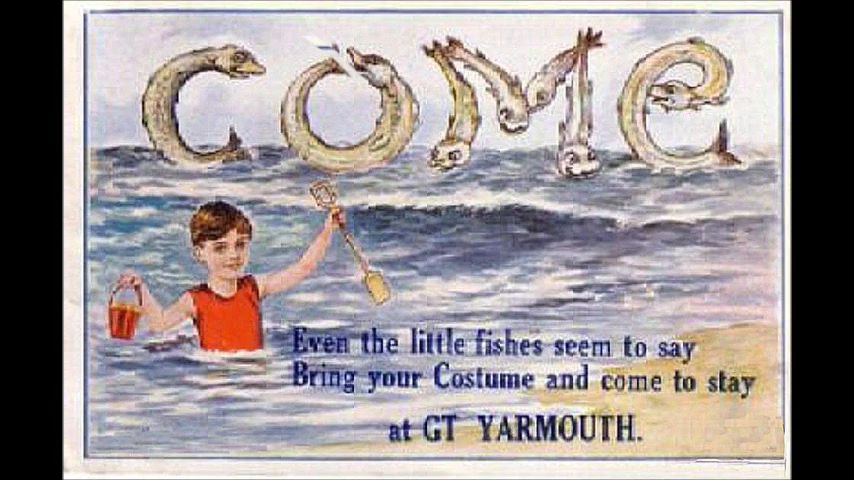 COMe
Even the little fishes seem to say
Bring your Costume and come to stay
at GT YARMOUTH.